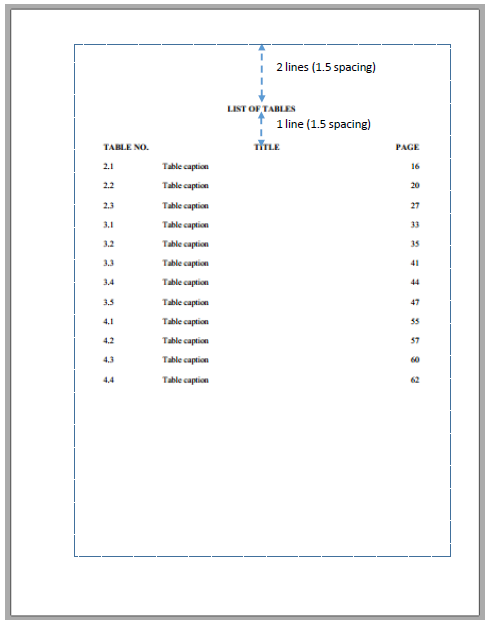 2 lines (1.5 spacing)
LIST OF TABLES
1 line (1.5 spacing)
TABLE NO. TITLE PAGE
2.1 Table caption 16
2.2 Table caption 20
2.3 Table caption 27
3.1 Table caption 33
3.2 Table caption 35
3.3 Table caption 41
3.4 Table caption 44
3.5 Table caption 47
4.1 Table caption 55
4.2 Table caption 57
4.3 Table caption 60
4.4 Table caption 62